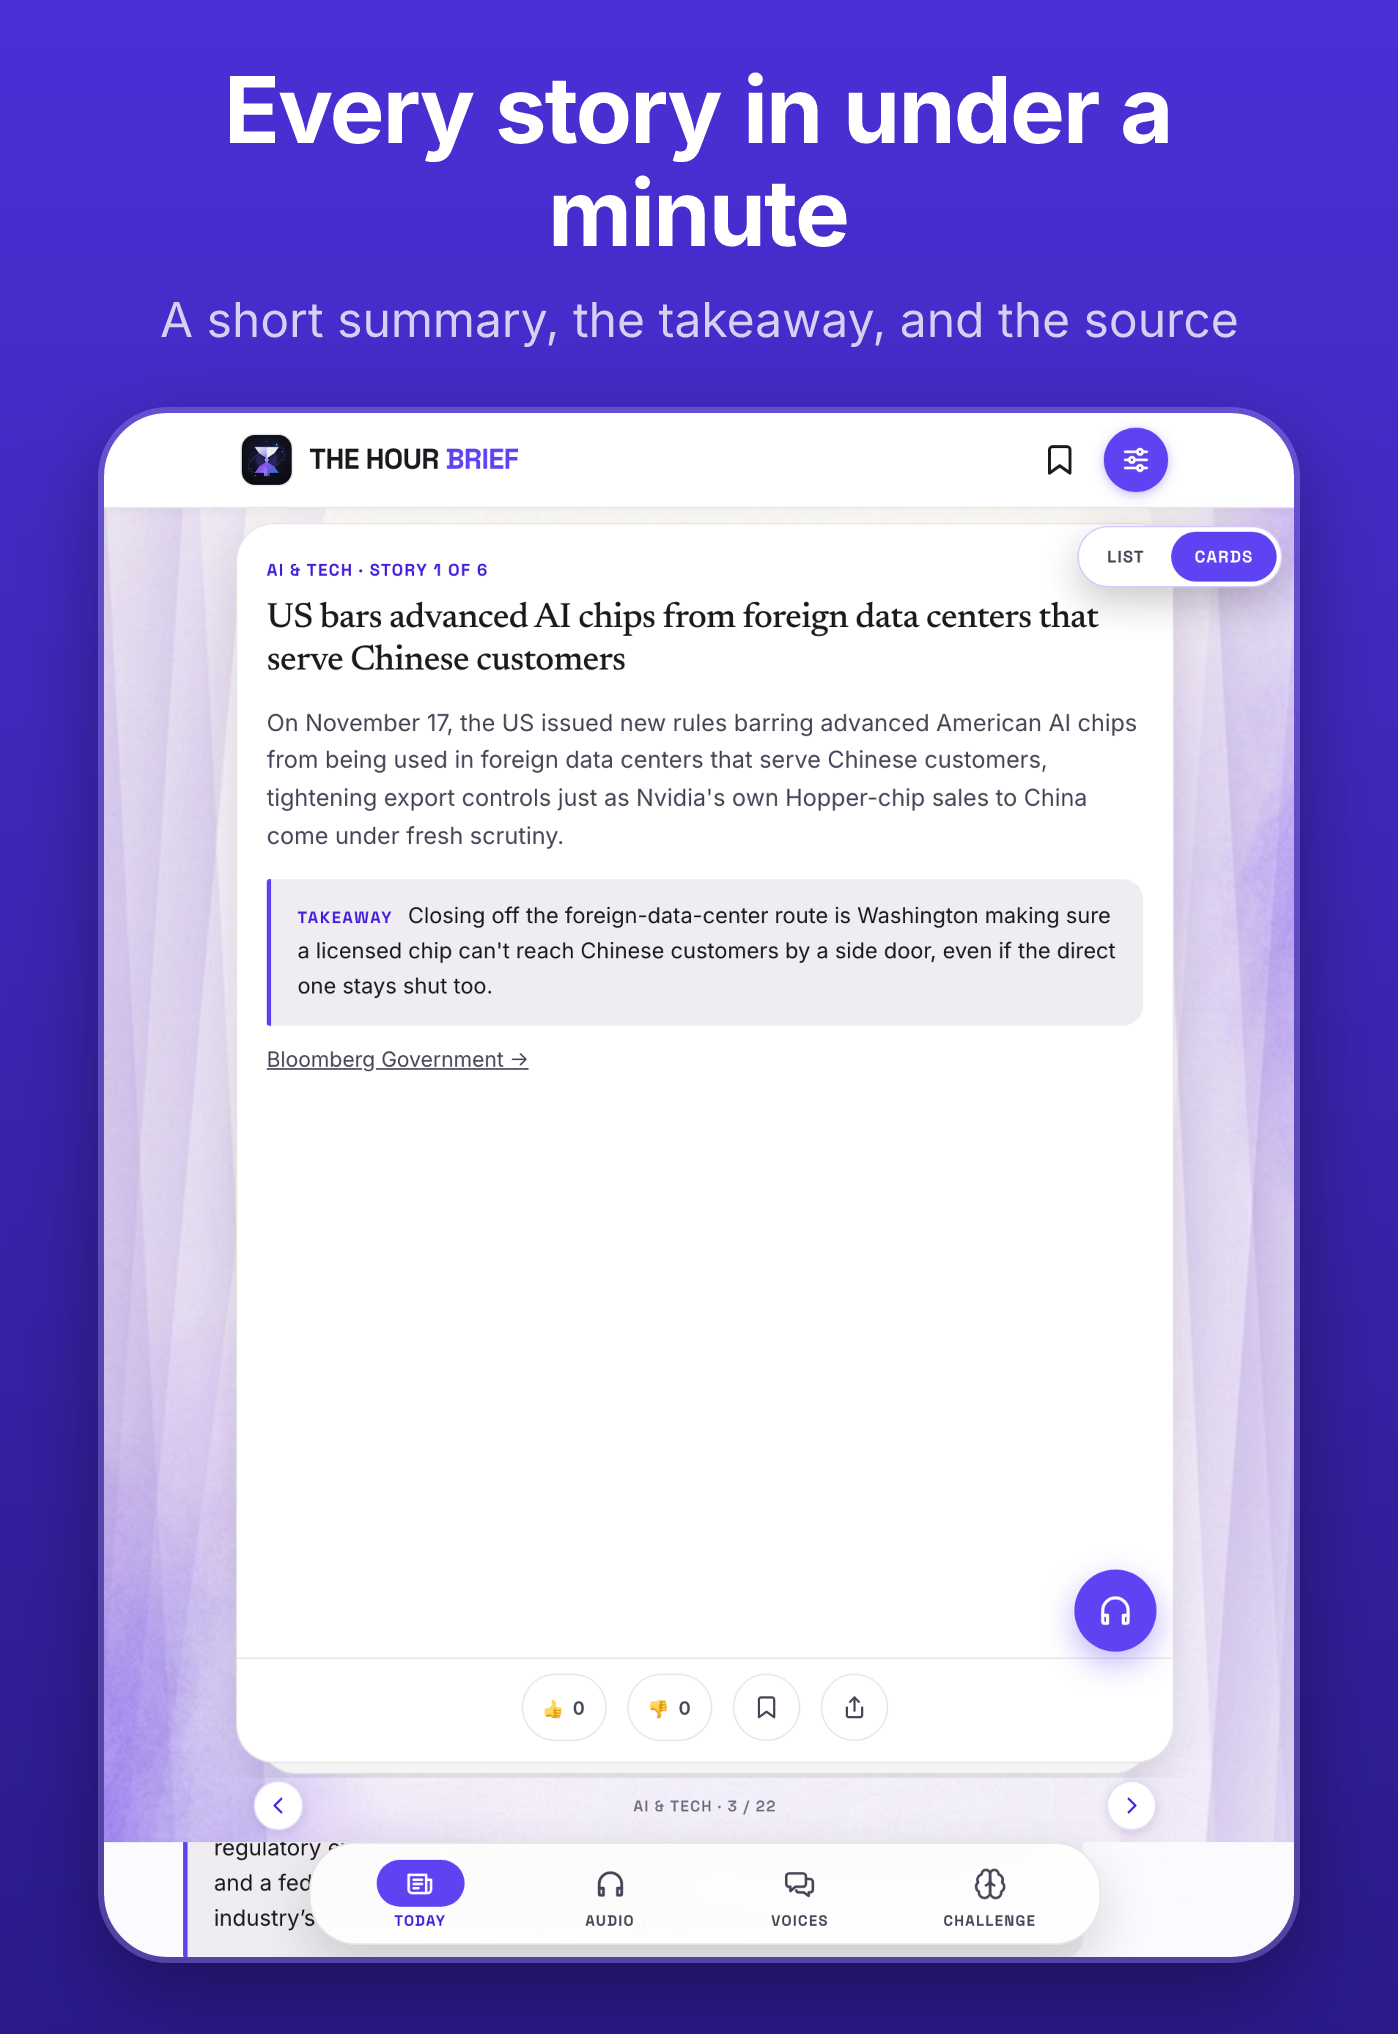 Every story in under a
minute
A short summary, the takeaway, and the source
THE HOUR BRIEF
LIST
CARDS
AI & TECH · STORY 1 OF 6
US bars advanced AI chips from foreign data centers that
serve Chinese customers
On November 17, the US issued new rules barring advanced American AI chips
from being used in foreign data centers that serve Chinese customers,
tightening export controls just as Nvidia's own Hopper-chip sales to China
come under fresh scrutiny.
TAKEAWAY Closing off the foreign-data-center route is Washington making sure
a licensed chip can't reach Chinese customers by a side door, even if the direct
one stays shut too.
Bloomberg Government →
👍 0
👎 0
AI & TECH · 3 / 22
regulatory
and a fed
industry’s
TODAY
AUDIO
VOICES
CHALLENGE